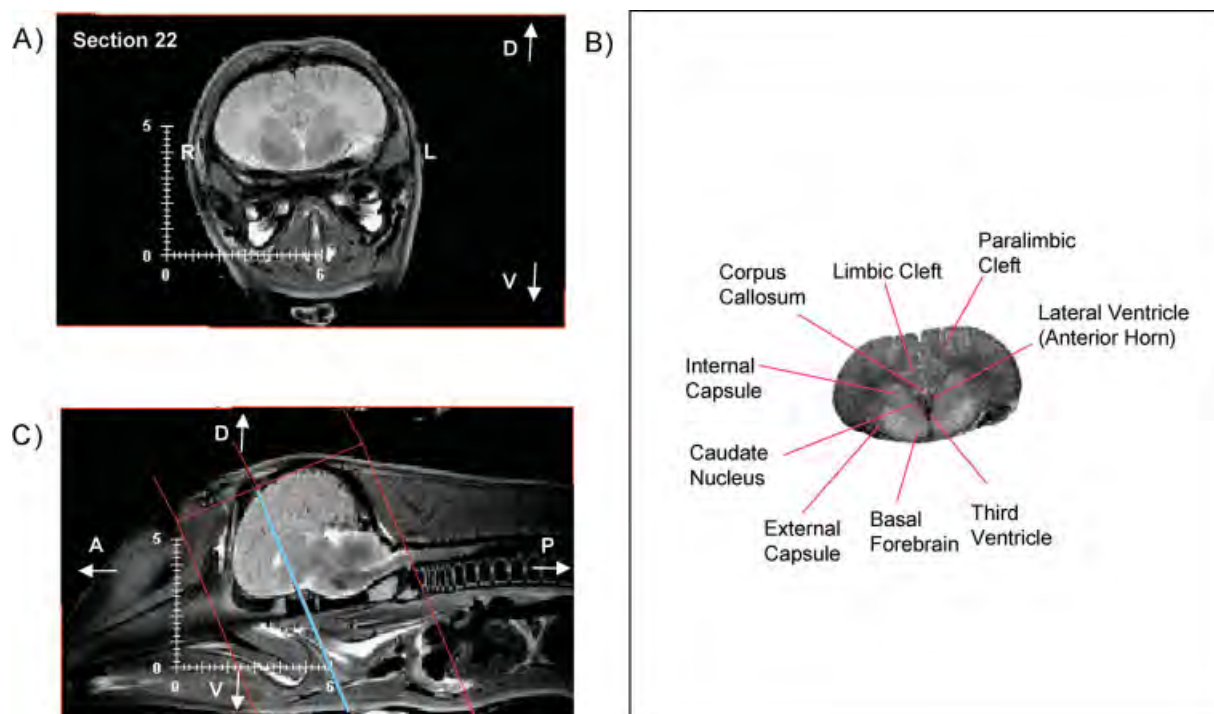 A)
Section 22
D
5
R
L
0
0
6
V
B)
Paralimbic
Cleft
Corpus
Callosum
Limbic Cleft
Lateral Ventricle
(Anterior Horn)
Internal
Capsule
Caudate
Nucleus
External
Capsule
Basal
Forebrain
Third
Ventricle
C)
D
5
A
P
0
0
6
V